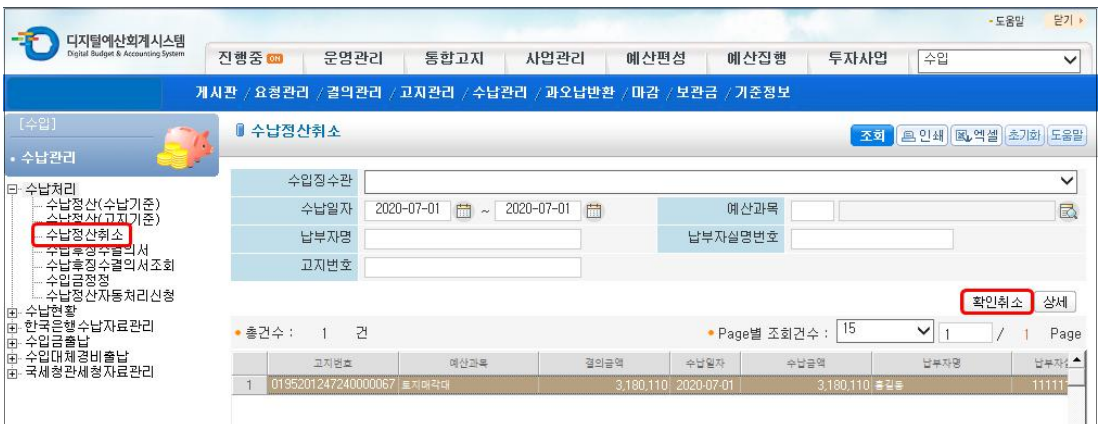 - 도움말 닫기
디지털예산회계시스템
Digital Budget & Accounting System
진행중 ON 운영관리 통합고지 사업관리 예산편성 예산집행 투자사업 수입
게시판 / 요청관리 / 결의관리 / 고지관리 / 수납관리 / 과오납반환 / 마감 / 보관금 / 기준정보
[수입]
• 수납관리
수납정산취소
조회 인쇄 엑셀 초기화 도움말
수납처리
수납정산(수납기준)
수납정산(고지기준)
수납정산취소
수납후징수결의서
수납후징수결의서조회
수입금정정
수납정산자동처리신청
수납현황
한국은행수납자료관리
수입금출납
수입대체경비출납
국세청관세청자료관리
수입징수관
수납일자 2020-07-01 ~ 2020-07-01 예산과목
납부자명 납부자실명번호
고지번호
확인취소 상세
• 총건수 : 1 건 • Page별 조회건수 : 15 1 / 1 Page
고지번호 예산과목 결의금액 수납일자 수납금액 납부자명
1 0195201247240000067 토지매각대 3,180,110 2020-07-01 3,180,110 홍길동